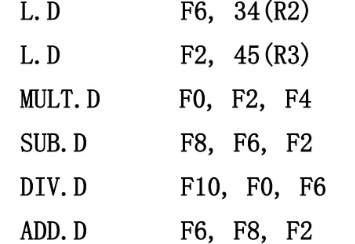 L.D F6, 34(R2)
L.D F2, 45(R3)
MULT.D F0, F2, F4
SUB.D F8, F6, F2
DIV.D F10, F0, F6
ADD.D F6, F8, F2